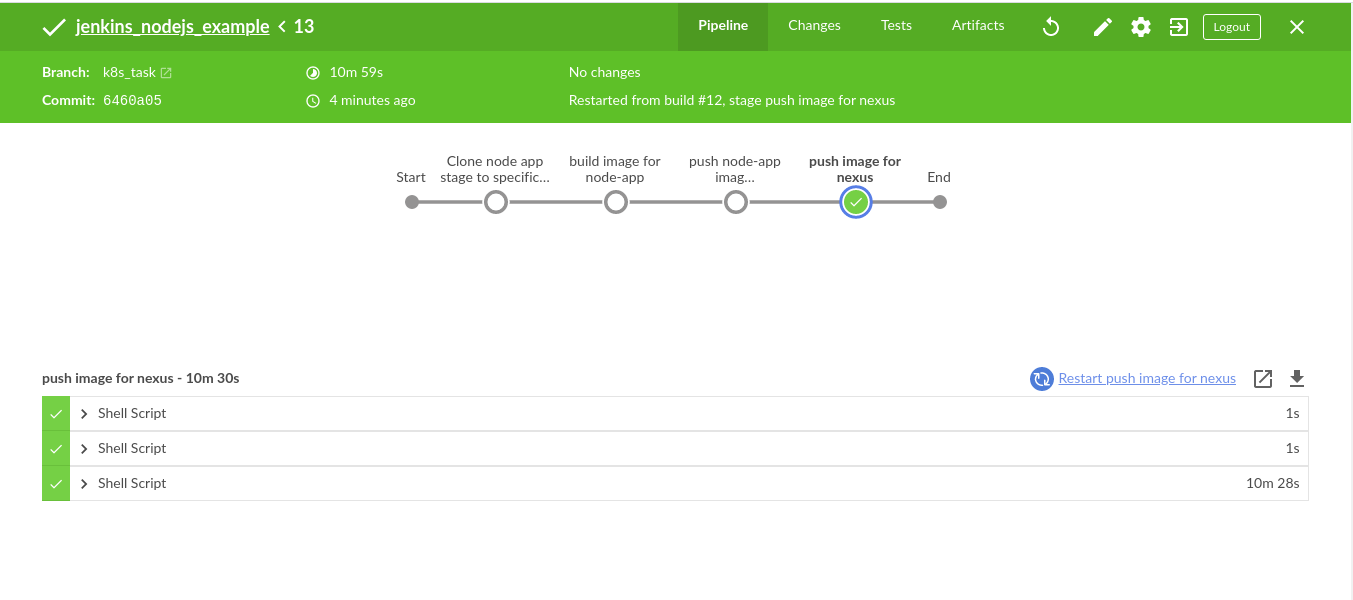 jenkins_nodejs_example < 13
Pipeline Changes Tests Artifacts Logout
Branch: k8s_task 10m 59s No changes
Commit: 6460a05 4 minutes ago Restarted from build #12, stage push image for nexus
Start
Clone node app
stage to specific...
build image for
node-app
push node-app
imag...
push image for
nexus
End
push image for nexus - 10m 30s Restart push image for nexus
Shell Script 1s
Shell Script 1s
Shell Script 10m 28s